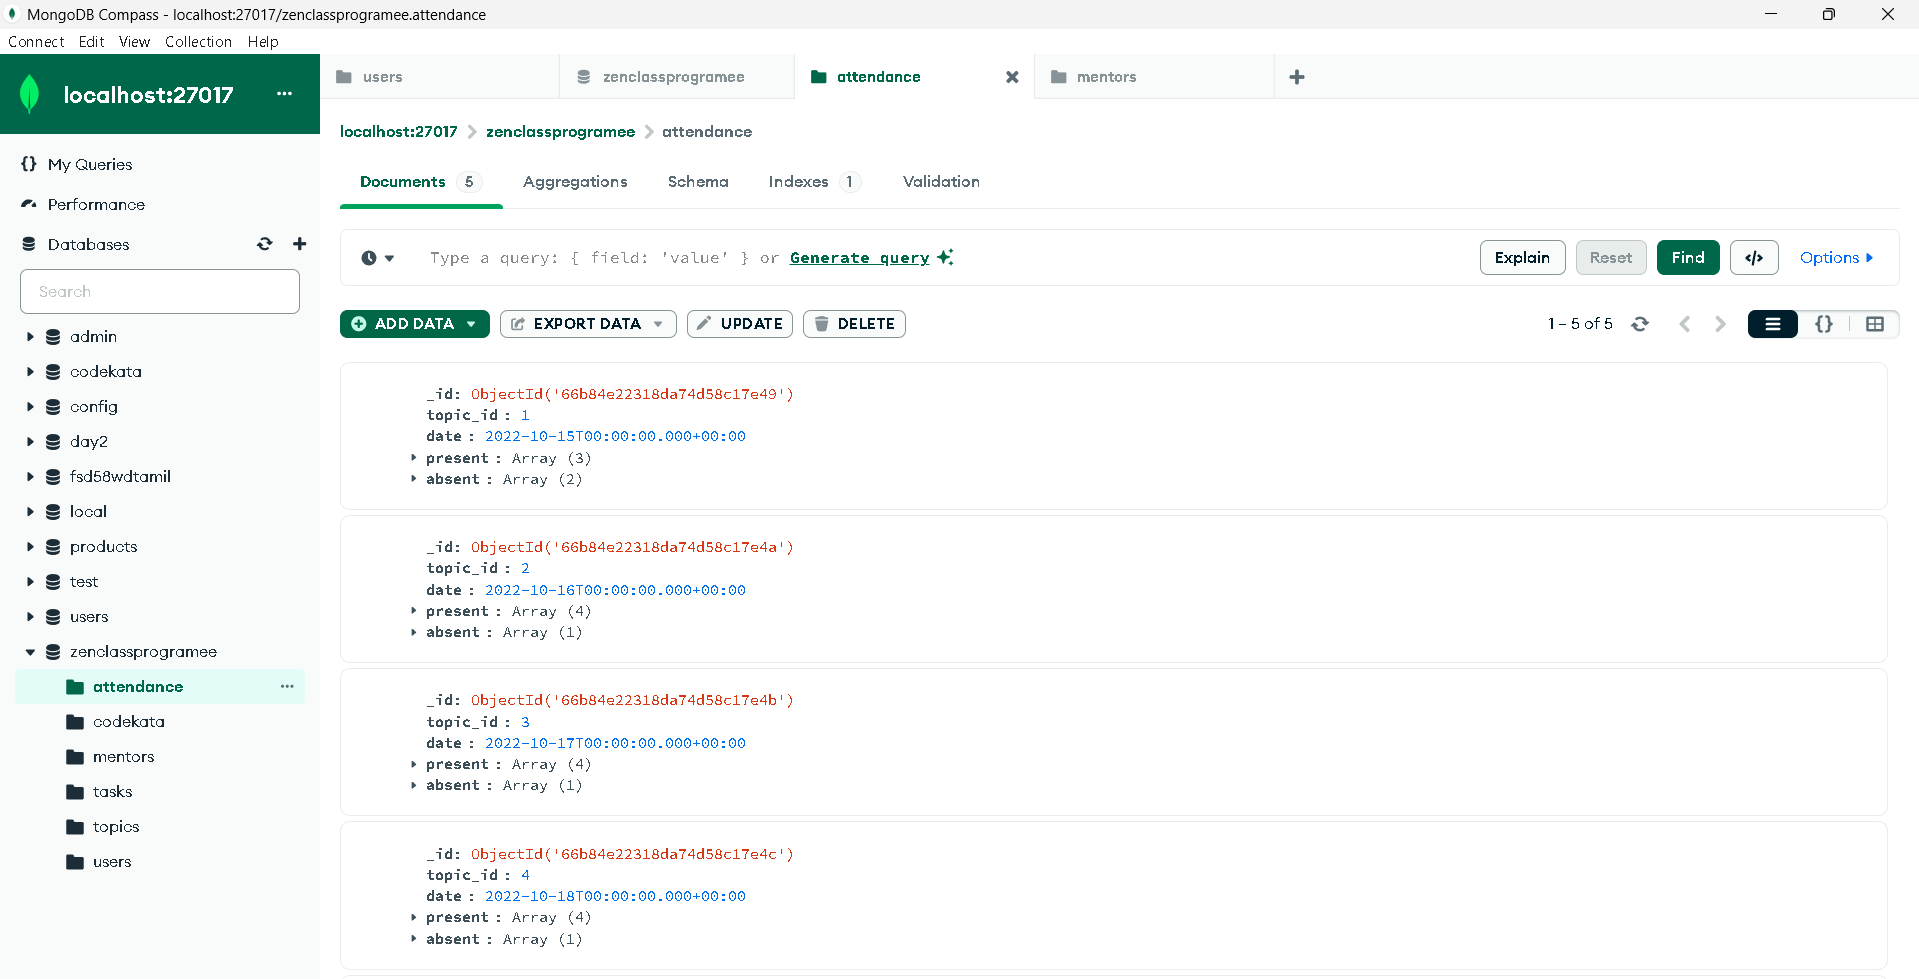 MongoDB Compass - localhost:27017/zenclassprogramee.attendance
Connect Edit View Collection Help
localhost:27017 ...
My Queries
Performance
Databases
Search
admin
codekata
config
day2
fsd58wdtamil
local
products
test
users
zenclassprogramee
attendance ...
codekata
mentors
tasks
topics
users
users zenclassprogramee attendance mentors
localhost:27017 > zenclassprogramee > attendance
Documents 5 Aggregations Schema Indexes 1 Validation
Type a query: { field: 'value' } or Generate query Explain Reset Find </> Options
ADD DATA EXPORT DATA UPDATE DELETE 1 – 5 of 5 {}
_id: ObjectId('66b84e22318da74d58c17e49')
topic_id : 1
date : 2022-10-15T00:00:00.000+00:00
present : Array (3)
absent : Array (2)
_id: ObjectId('66b84e22318da74d58c17e4a')
topic_id : 2
date : 2022-10-16T00:00:00.000+00:00
present : Array (4)
absent : Array (1)
_id: ObjectId('66b84e22318da74d58c17e4b')
topic_id : 3
date : 2022-10-17T00:00:00.000+00:00
present : Array (4)
absent : Array (1)
_id: ObjectId('66b84e22318da74d58c17e4c')
topic_id : 4
date : 2022-10-18T00:00:00.000+00:00
present : Array (4)
absent : Array (1)